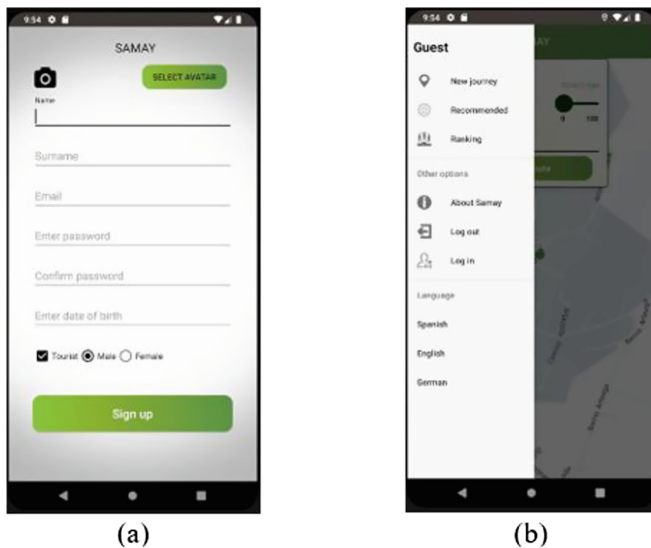 9:54
SAMAY
SELECT AVATAR
Name
Surname
Email
Enter password
Confirm password
Enter date of birth
Tourist Male Female
Sign up
(a)
9:54
Guest
New journey
Recommended
Ranking
Other options
About Samay
Log out
Log in
Language
Spanish
English
German
0 100
(b)